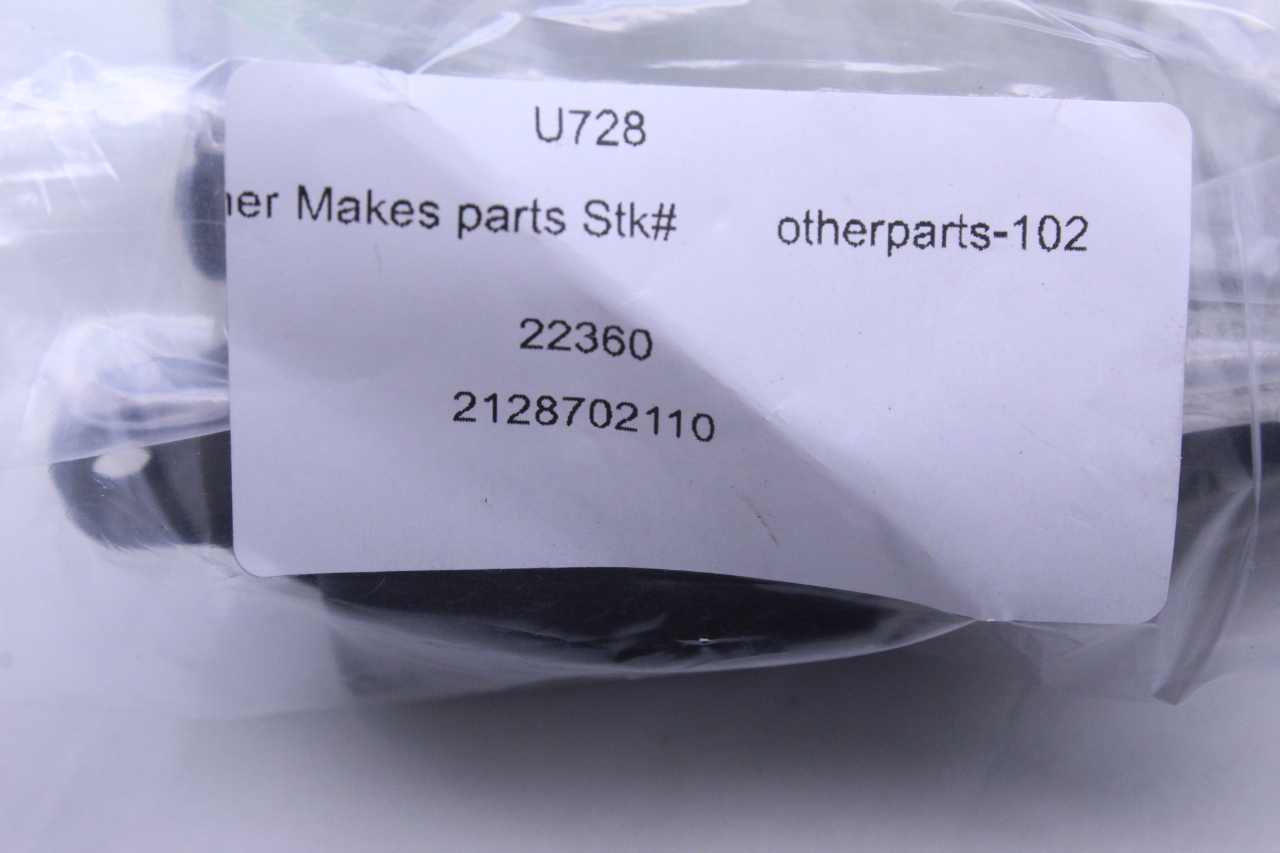 U728
her Makes parts Stk# otherparts-102
22360
2128702110